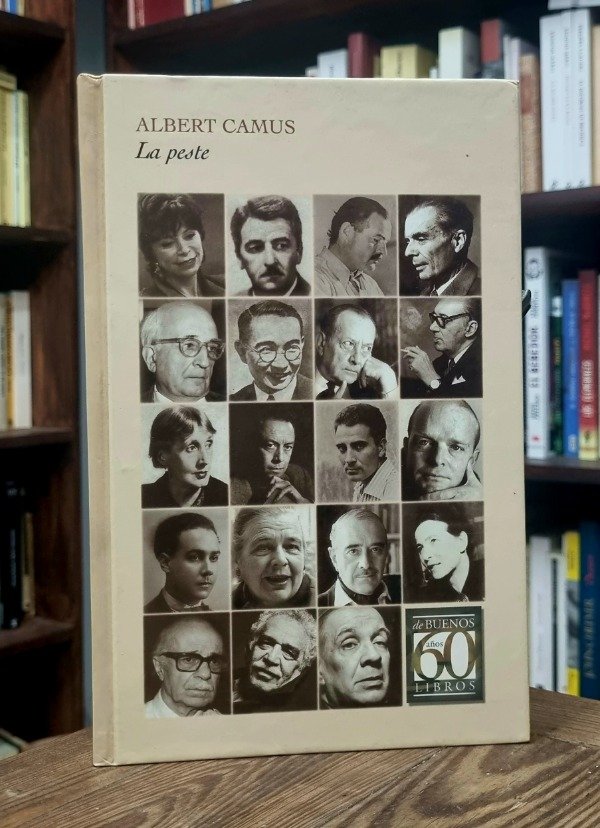 ALBERT CAMUS
La peste
de BUENOS
años
60
LIBROS